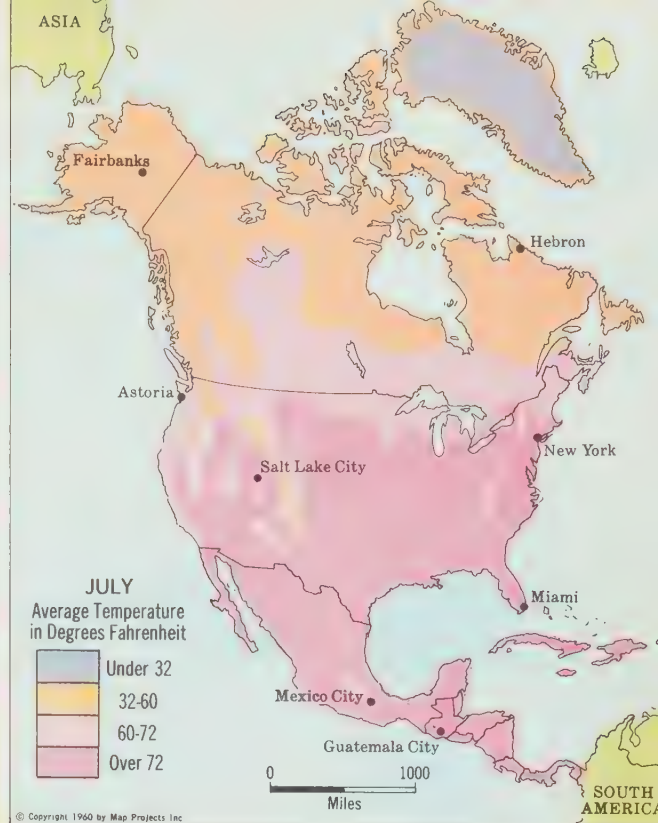 ASIA
Fairbanks
Hebron
Astoria
New York
Salt Lake City
JULY
Average Temperature
in Degrees Fahrenheit
Under 32
32-60
60-72
Over 72
Miami
Mexico City
Guatemala City
0 1000
Miles
SOUTH
AMERICA
© Copyright 1960 by Map Projects Inc